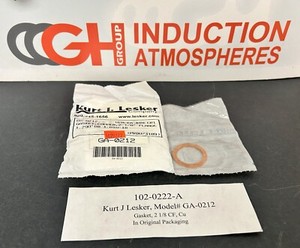 GH
GROUP
INDUCTION
ATMOSPHERES
Kurt J. Lesker
Company
www.lesker.com
GA-0212
102-0222-A
Kurt J Lesker, Model# GA-0212
Gasket, 2 1/8 CF, Cu
In Original Packaging